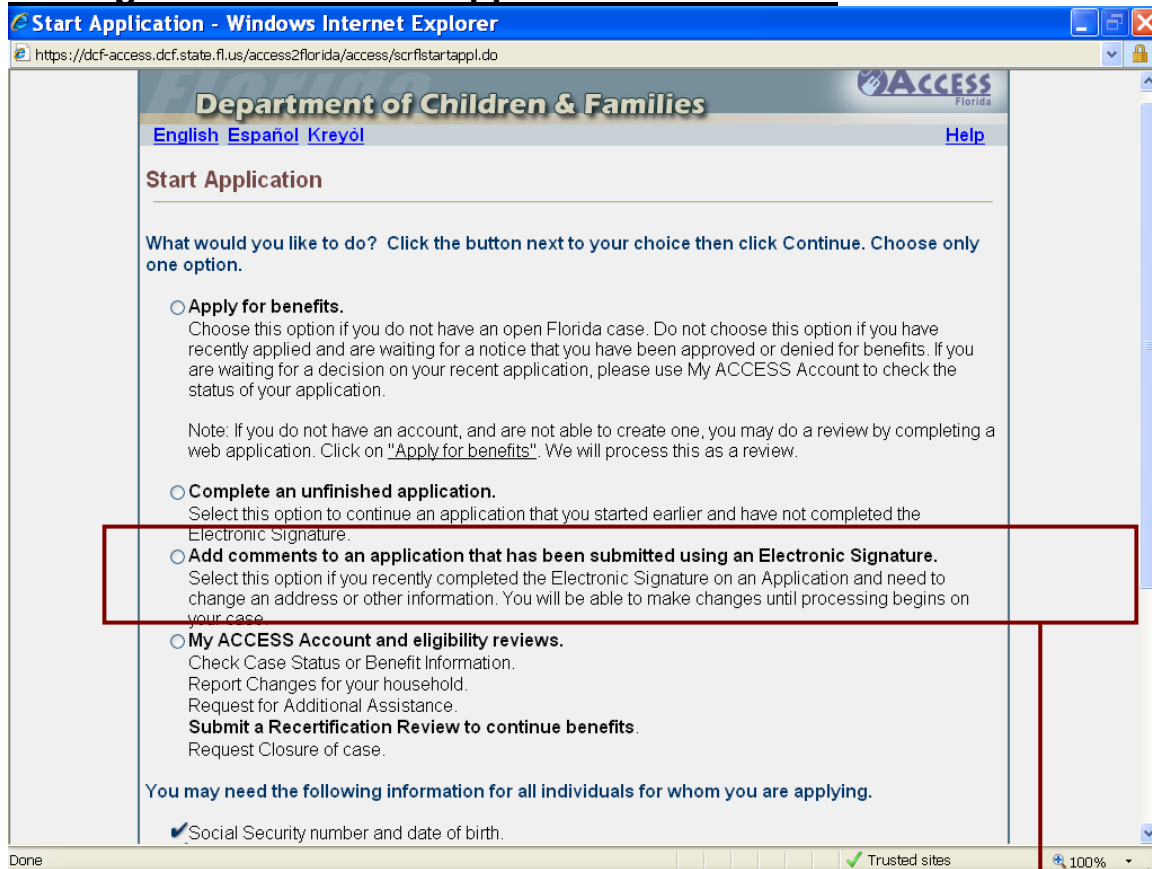 Start Application - Windows Internet Explorer
https://dcf-access.dcf.state.fl.us/access2florida/access/scrflstartappl.do
Florida
Department of Children & Families
ACCESS
Florida
English Español Kreyól Help
Start Application
What would you like to do? Click the button next to your choice then click Continue. Choose only
one option.
Apply for benefits.
Choose this option if you do not have an open Florida case. Do not choose this option if you have
recently applied and are waiting for a notice that you have been approved or denied for benefits. If you
are waiting for a decision on your recent application, please use My ACCESS Account to check the
status of your application.
Note: If you do not have an account, and are not able to create one, you may do a review by completing a
web application. Click on "Apply for benefits". We will process this as a review.
Complete an unfinished application.
Select this option to continue an application that you started earlier and have not completed the
Electronic Signature.
Add comments to an application that has been submitted using an Electronic Signature.
Select this option if you recently completed the Electronic Signature on an Application and need to
change an address or other information. You will be able to make changes until processing begins on
your case.
My ACCESS Account and eligibility reviews.
Check Case Status or Benefit Information.
Report Changes for your household.
Request for Additional Assistance.
Submit a Recertification Review to continue benefits.
Request Closure of case.
You may need the following information for all individuals for whom you are applying.
Social Security number and date of birth.
Done Trusted sites 100%